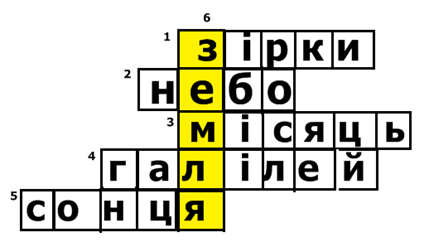 6
1 зірки
2 небо
3 місяць
4 галілей
5 сонця